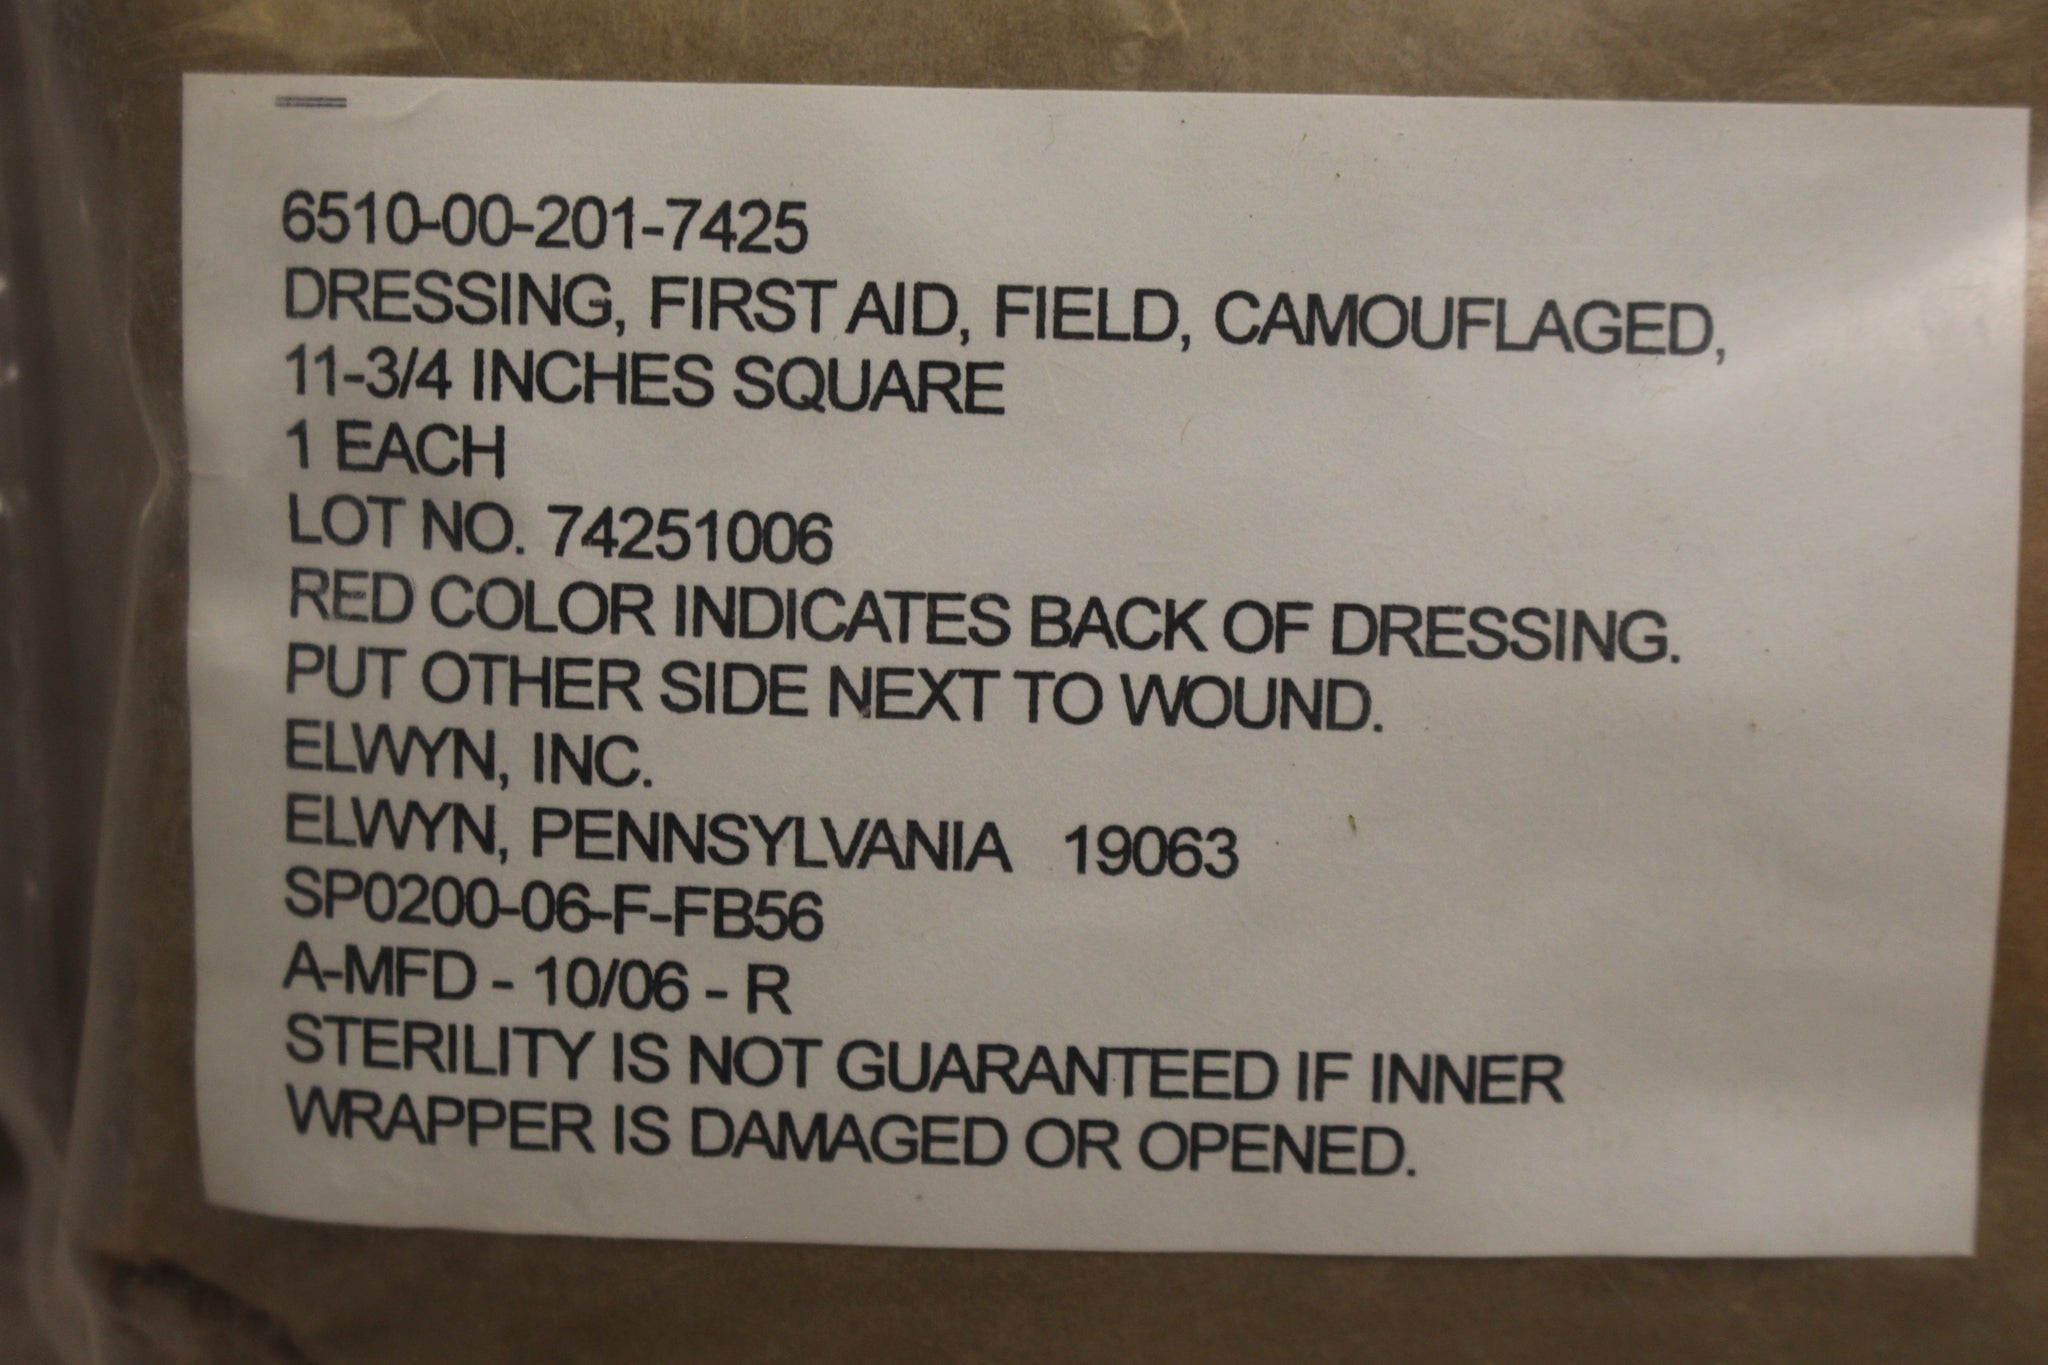 6510-00-201-7425
DRESSING, FIRST AID, FIELD, CAMOUFLAGED,
11-3/4 INCHES SQUARE
1 EACH
LOT NO. 74251006
RED COLOR INDICATES BACK OF DRESSING.
PUT OTHER SIDE NEXT TO WOUND.
ELWYN, INC.
ELWYN, PENNSYLVANIA 19063
SP0200-06-F-FB56
A-MFD - 10/06 - R
STERILITY IS NOT GUARANTEED IF INNER
WRAPPER IS DAMAGED OR OPENED.